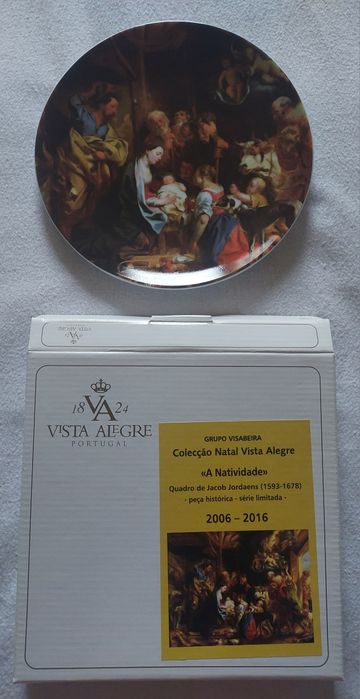 VISTA ALEGRE
VA
18 VA 24
VISTA ALEGRE
PORTUGAL
GRUPO VISABEIRA
Colecção Natal Vista Alegre
«A Natividade»
Quadro de Jacob Jordaens (1593-1678)
- peça histórica - série limitada -
2006 – 2016